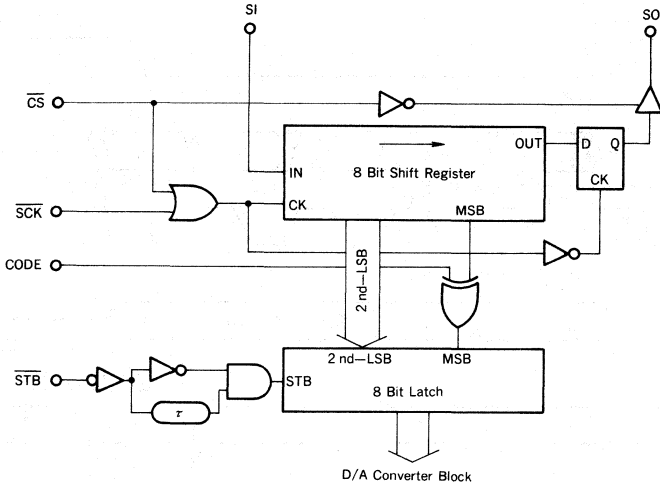 SI
SO
CS
OUT
D
Q
8 Bit Shift Register
IN
CK
SCK
CK
MSB
CODE
2 nd—LSB
2 nd—LSB
MSB
STB
STB
8 Bit Latch
τ
D/A Converter Block